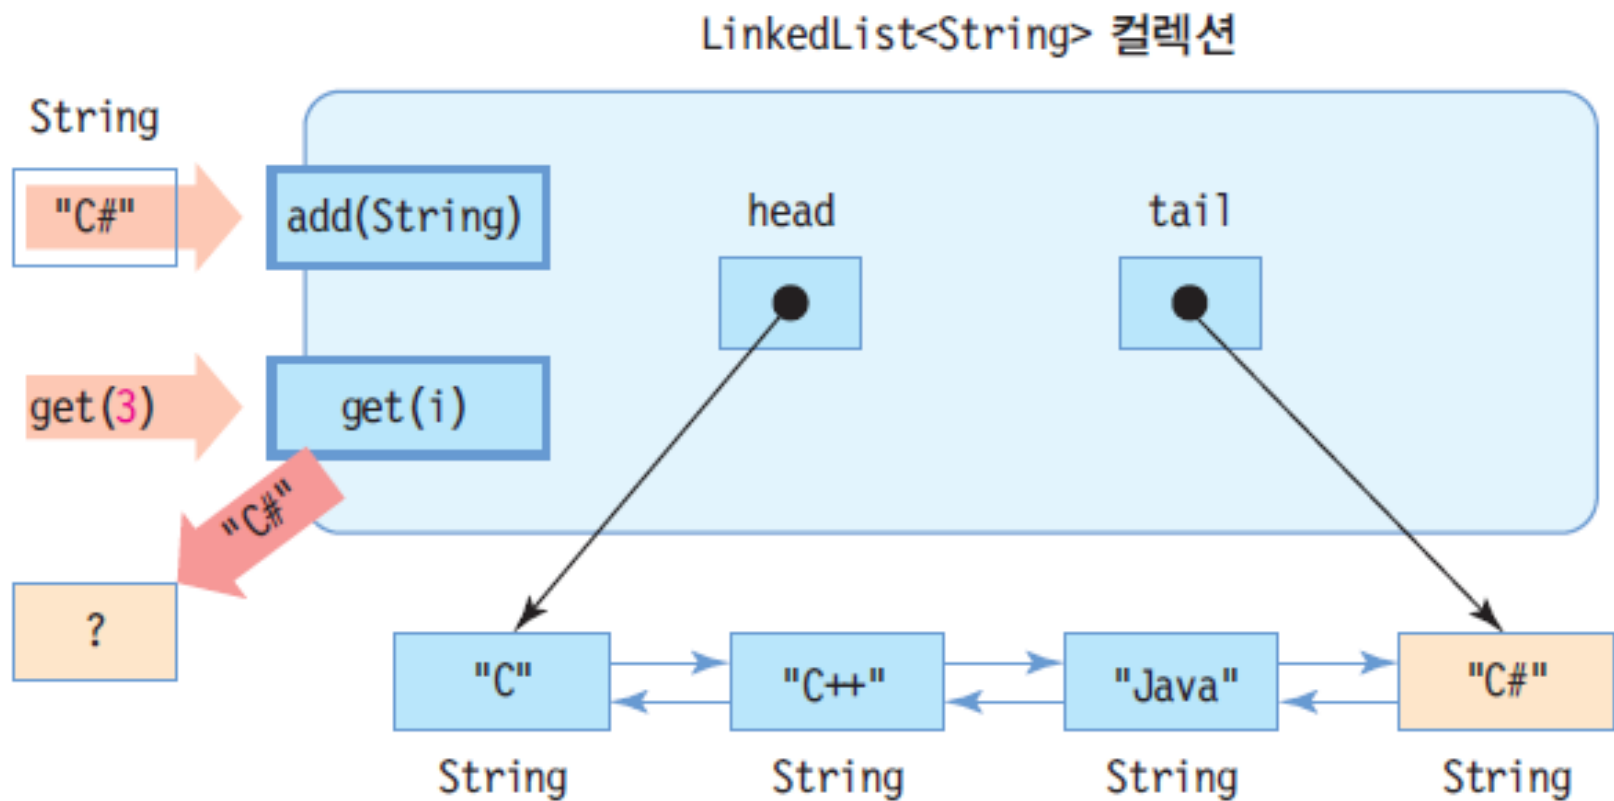 LinkedList<String> 컬렉션
String
"C#"
add(String)
head
tail
get(3)
get(i)
"C#"
?
"C"
"C++"
"Java"
"C#"
String
String
String
String